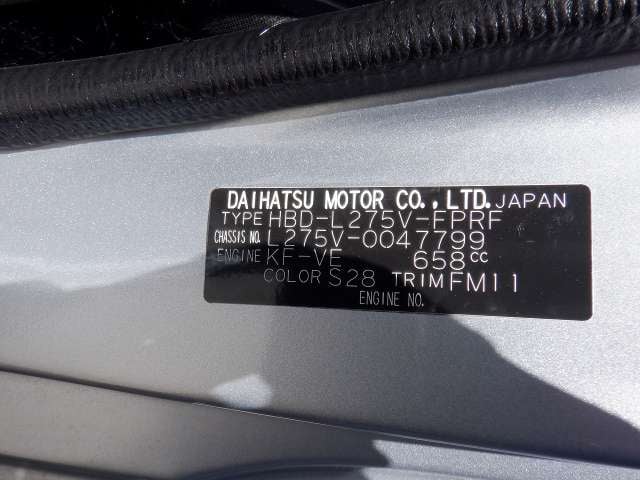 DAIHATSU MOTOR CO.,LTD. JAPAN
TYPE HBD-L275V-FPRF
CHASSIS NO. L275V-0047799
ENGINE KF-VE 658cc
COLOR S28 TRIM FM11
ENGINE NO.